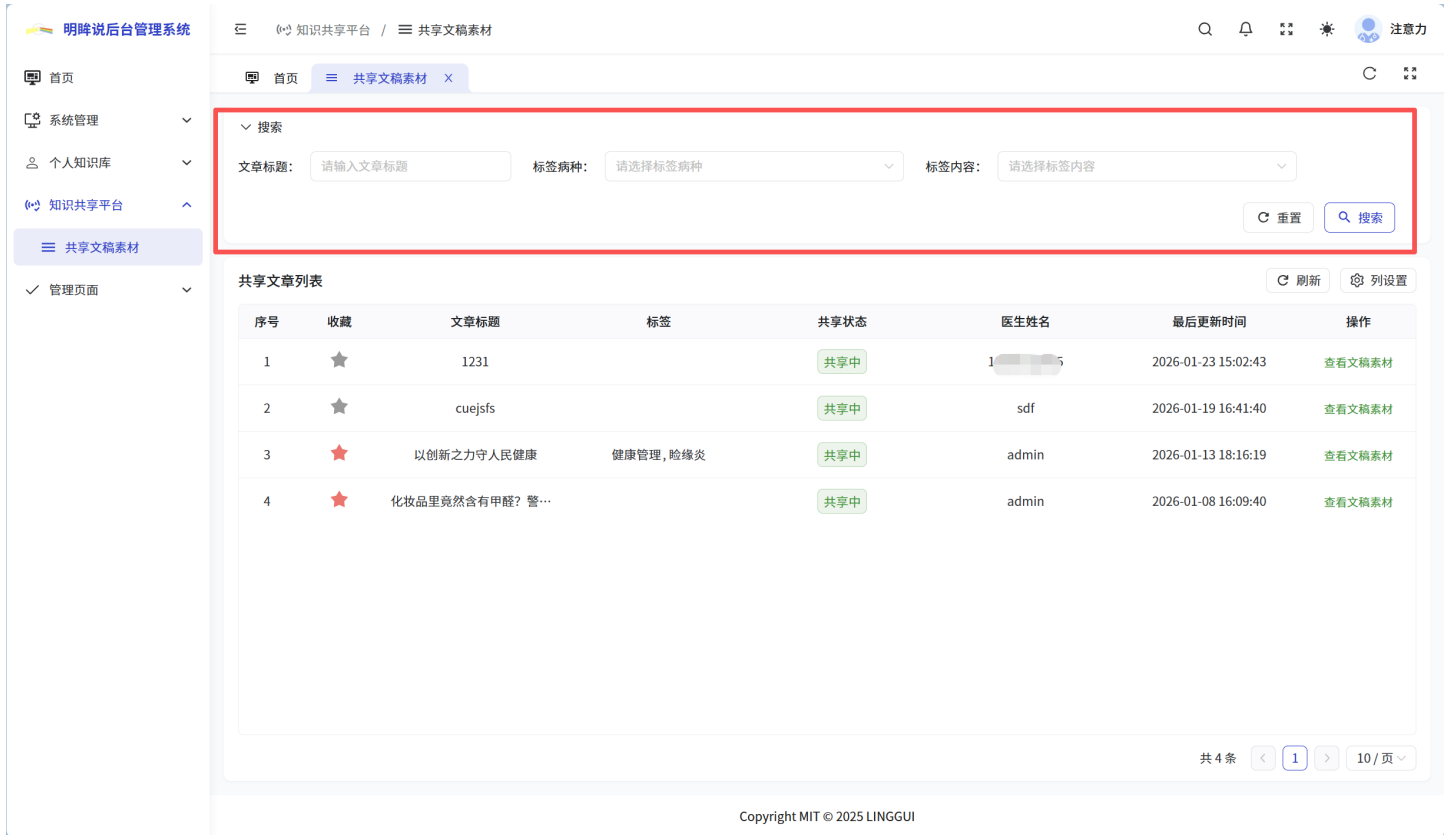 明眸说后台管理系统
首页
系统管理
个人知识库
知识共享平台
共享文稿素材
管理页面
知识共享平台 / 共享文稿素材
注意力
首页 共享文稿素材 X
搜索
文章标题： 请输入文章标题 标签病种： 请选择标签病种 标签内容： 请选择标签内容
重置 搜索
共享文章列表 刷新 列设置
序号 收藏 文章标题 标签 共享状态 医生姓名 最后更新时间 操作
1 1231 共享中 2026-01-23 15:02:43 查看文稿素材
2 cuejsfs 共享中 sdf 2026-01-19 16:41:40 查看文稿素材
3 以创新之力守人民健康 健康管理,睑缘炎 共享中 admin 2026-01-13 18:16:19 查看文稿素材
4 化妆品里竟然含有甲醛？警… 共享中 admin 2026-01-08 16:09:40 查看文稿素材
共 4 条 1 10 / 页
Copyright MIT © 2025 LINGGUI